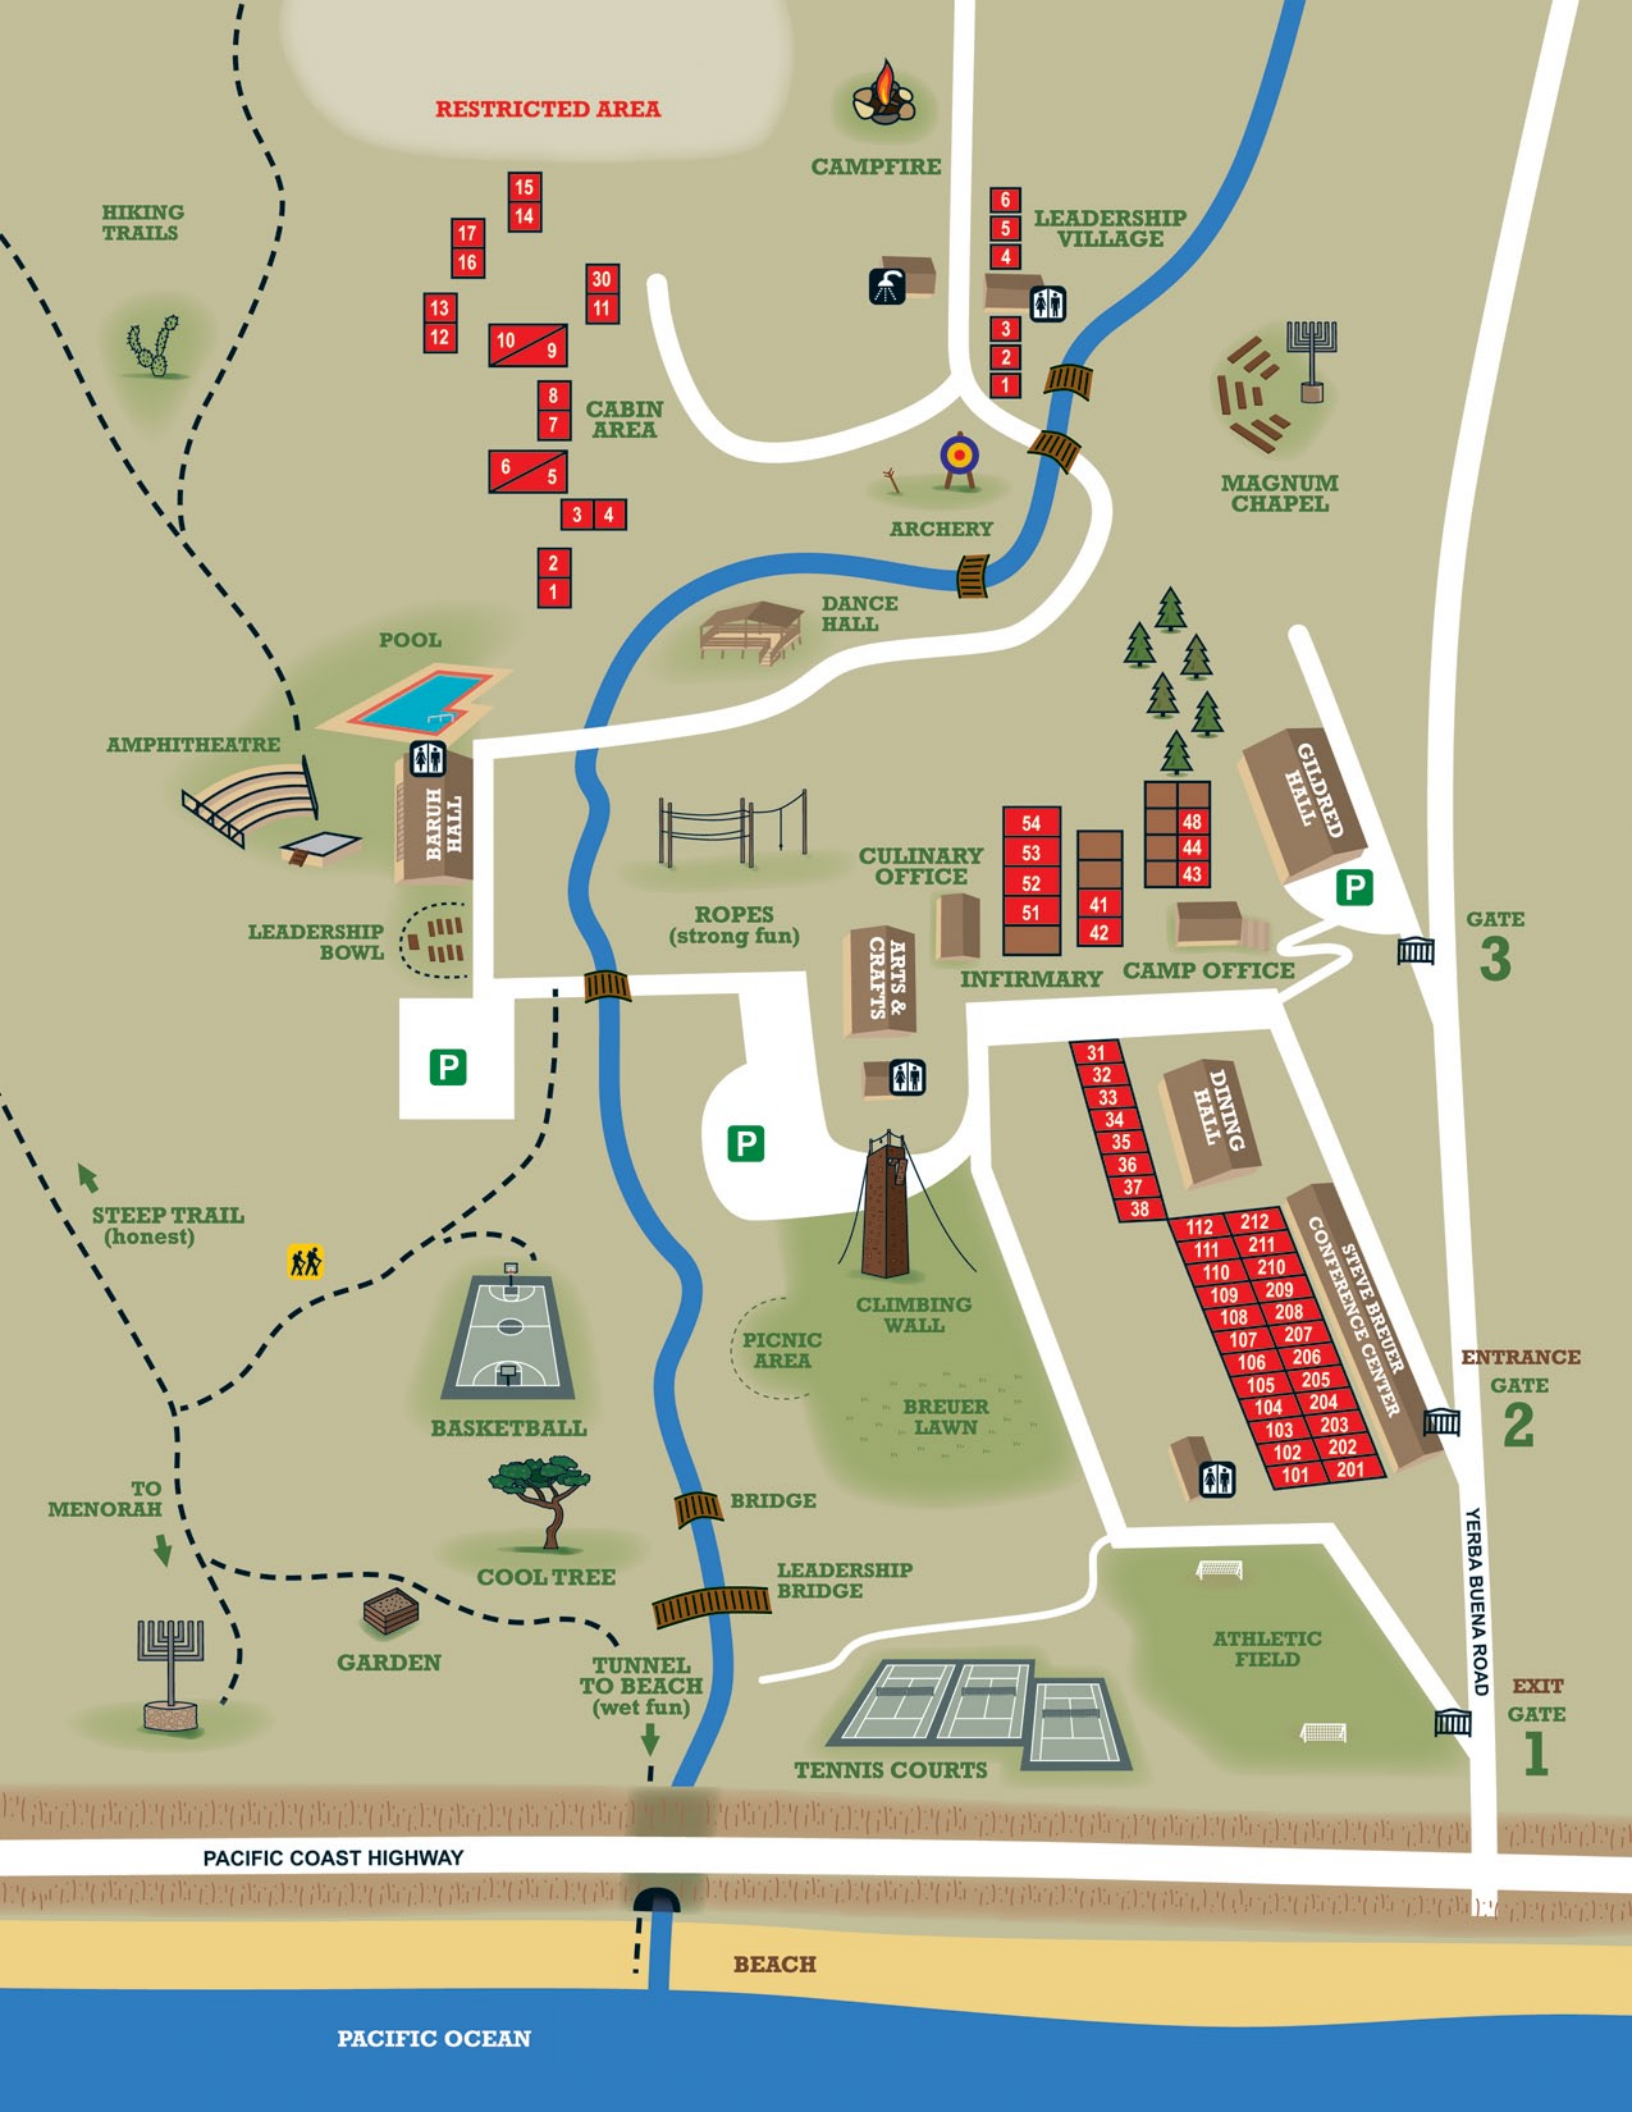 RESTRICTED AREA
CAMPFIRE
HIKING
TRAILS
15
14
17
16
30
11
13
12
10
9
8
7
CABIN
AREA
6
5
3
4
2
1
6
5
4
LEADERSHIP
VILLAGE
3
2
1
MAGNUM
CHAPEL
ARCHERY
DANCE
HALL
POOL
AMPHITHEATRE
BARUH
HALL
LEADERSHIP
BOWL
ROPES
(strong fun)
CULINARY
OFFICE
54
53
52
51
41
42
48
44
43
GILDRED
HALL
P
ARTS &
CRAFTS
INFIRMARY
CAMP OFFICE
GATE
3
P
P
31
32
33
34
35
36
37
38
DINING
HALL
STEEP TRAIL
(honest)
112
212
111
211
110
210
109
209
108
208
107
207
106
206
105
205
104
204
103
203
102
202
101
201
STEVE BREUER
CONFERENCE CENTER
CLIMBING
WALL
PICNIC
AREA
BREUER
LAWN
BASKETBALL
ENTRANCE
GATE
2
TO
MENORAH
COOL TREE
BRIDGE
LEADERSHIP
BRIDGE
YERBA BUENA ROAD
GARDEN
TUNNEL
TO BEACH
(wet fun)
ATHLETIC
FIELD
TENNIS COURTS
EXIT
GATE
1
PACIFIC COAST HIGHWAY
BEACH
PACIFIC OCEAN